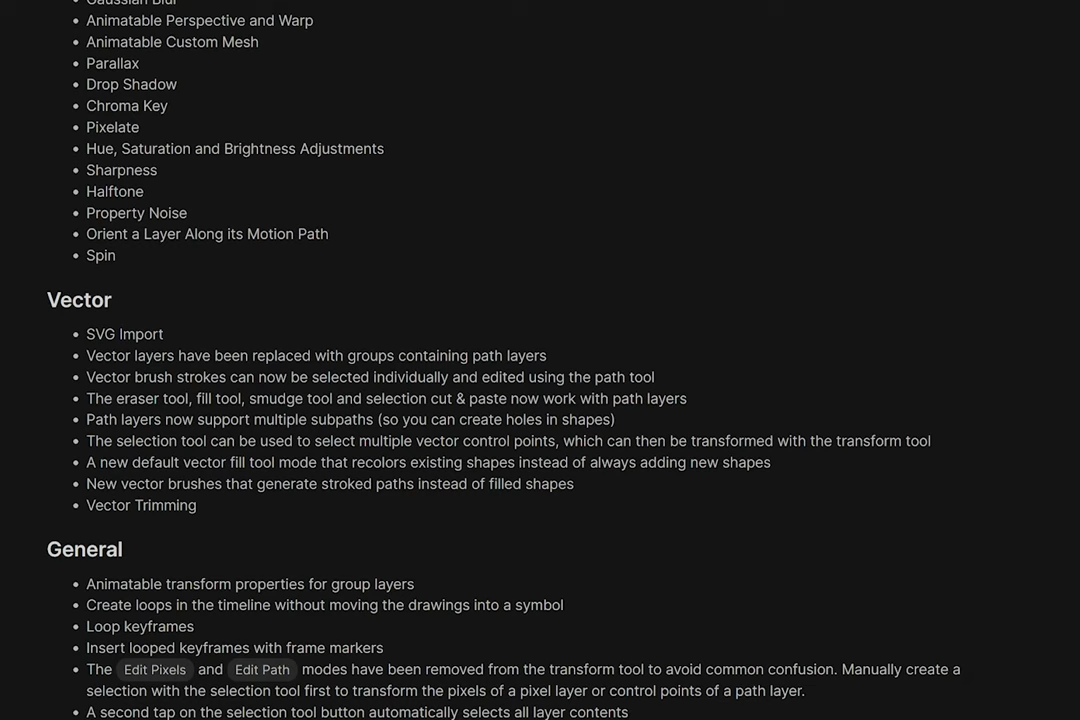 Gaussian Blur
Animatable Perspective and Warp
Animatable Custom Mesh
Parallax
Drop Shadow
Chroma Key
Pixelate
Hue, Saturation and Brightness Adjustments
Sharpness
Halftone
Property Noise
Orient a Layer Along its Motion Path
Spin
Vector
SVG Import
Vector layers have been replaced with groups containing path layers
Vector brush strokes can now be selected individually and edited using the path tool
The eraser tool, fill tool, smudge tool and selection cut & paste now work with path layers
Path layers now support multiple subpaths (so you can create holes in shapes)
The selection tool can be used to select multiple vector control points, which can then be transformed with the transform tool
A new default vector fill tool mode that recolors existing shapes instead of always adding new shapes
New vector brushes that generate stroked paths instead of filled shapes
Vector Trimming
General
Animatable transform properties for group layers
Create loops in the timeline without moving the drawings into a symbol
Loop keyframes
Insert looped keyframes with frame markers
The Edit Pixels and Edit Path modes have been removed from the transform tool to avoid common confusion. Manually create a
selection with the selection tool first to transform the pixels of a pixel layer or control points of a path layer.
A second tap on the selection tool button automatically selects all layer contents